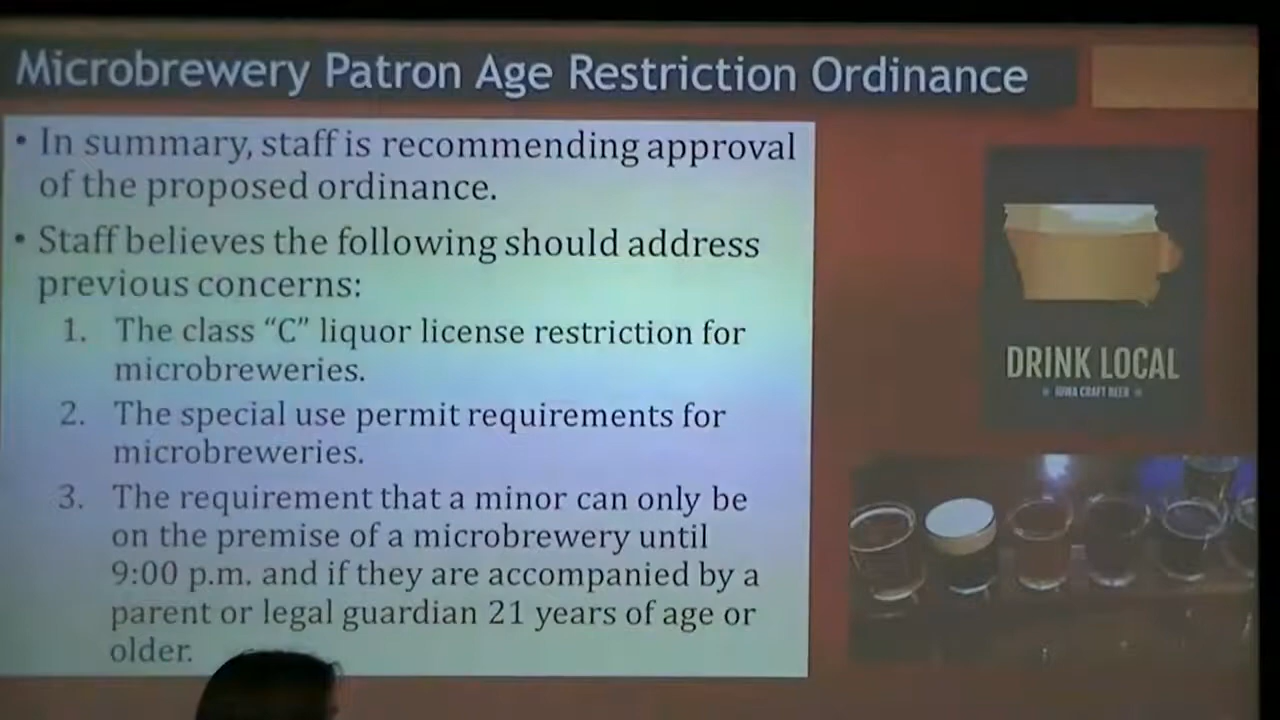 Microbrewery Patron Age Restriction Ordinance
• In summary, staff is recommending approval
of the proposed ordinance.
• Staff believes the following should address
previous concerns:
1. The class “C” liquor license restriction for
microbreweries.
2. The special use permit requirements for
microbreweries.
3. The requirement that a minor can only be
on the premise of a microbrewery until
9:00 p.m. and if they are accompanied by a
parent or legal guardian 21 years of age or
older.
DRINK LOCAL
IOWA CRAFT BEER